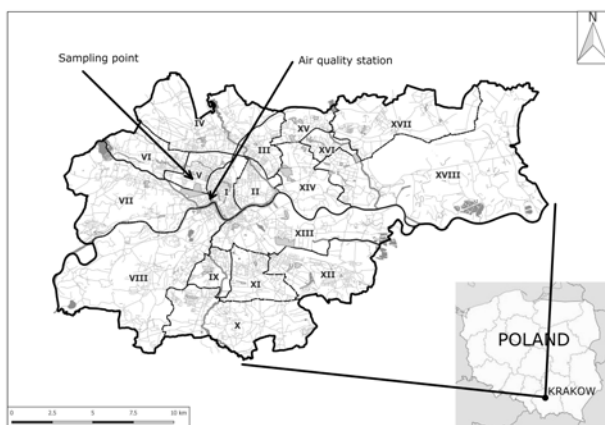 N
Sampling point
Air quality station
IV
XV
XVII
III
XVI
VI
V
XVIII
I
II
XIV
VII
XIII
VIII
IX
XI
XII
X
POLAND
KRAKOW
0 2.5 5 7.5 10 km